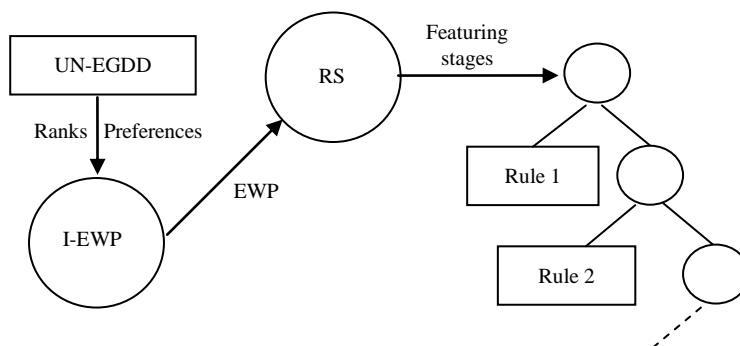 UN-EGDD
Ranks Preferences
I-EWP
EWP
RS
Featuring
stages
Rule 1
Rule 2